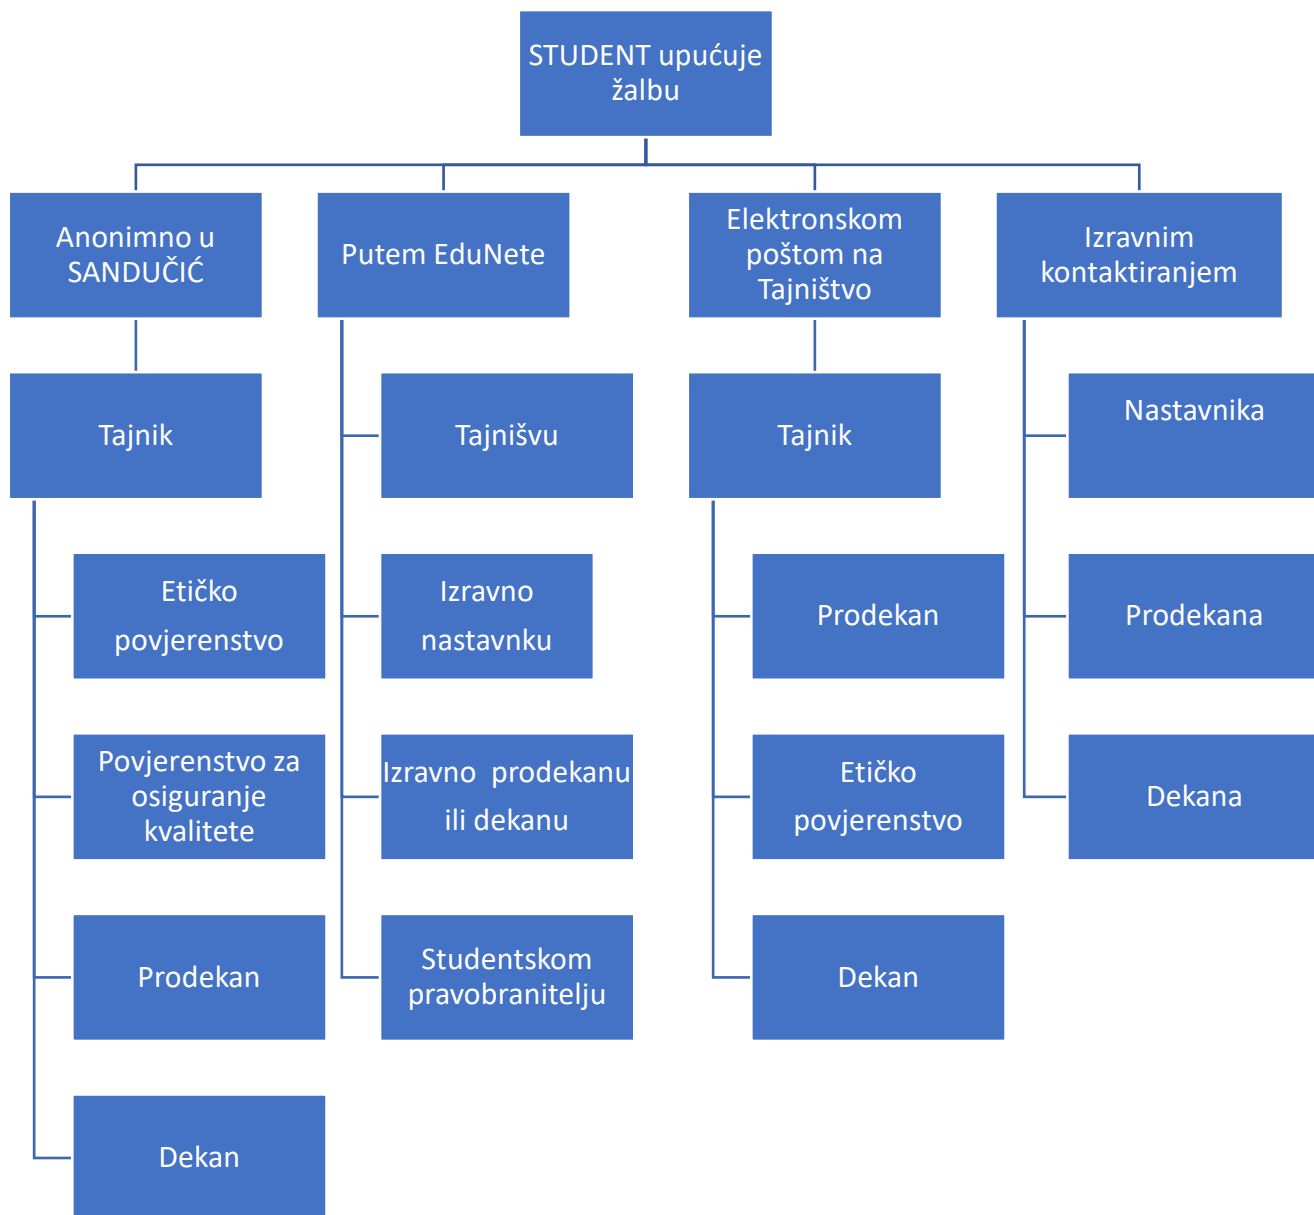 STUDENT upućuje
žalbu
Anonimno u
SANDUČIĆ
Putem EduNete
Elektronskom
poštom na
Tajništvo
Izravnim
kontaktiranjem
Tajnik
Tajnišvu
Tajnik
Nastavnika
Etičko
povjerenstvo
Izravno
nastavnku
Prodekan
Prodekana
Povjerenstvo za
osiguranje
kvalitete
Izravno  prodekanu
ili dekanu
Etičko
povjerenstvo
Dekana
Prodekan
Studentskom
pravobranitelju
Dekan
Dekan